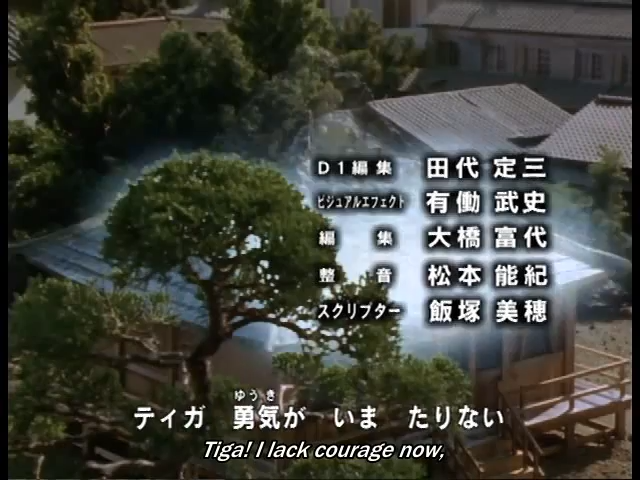 D1編集 田代 定三
ビジュアルエフェクト 有働 武史
編 集 大橋 富代
整 音 松本 能紀
スクリプター 飯塚 美穂
ゆうき
ティガ 勇気が いま たりない
Tiga! I lack courage now,